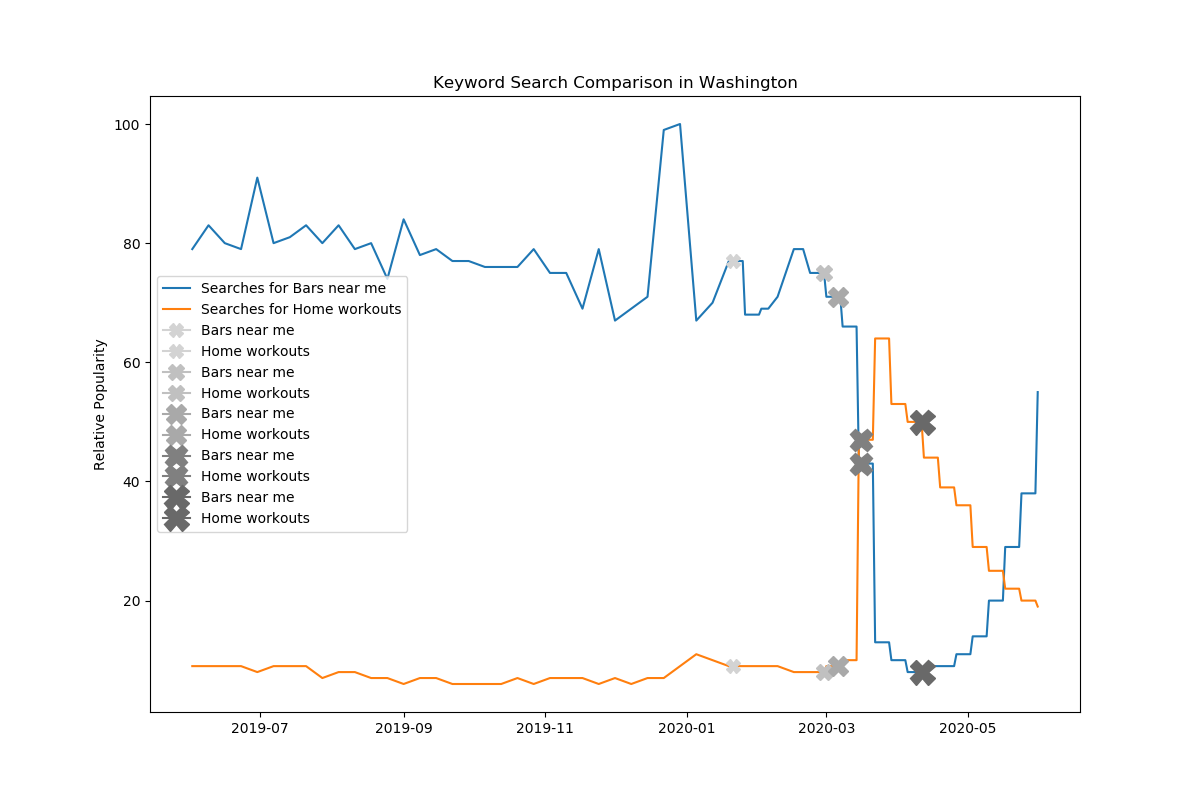 Keyword Search Comparison in Washington
100
80
60
40
20
Relative Popularity
Searches for Bars near me
Searches for Home workouts
Bars near me
Home workouts
Bars near me
Home workouts
Bars near me
Home workouts
Bars near me
Home workouts
Bars near me
Home workouts
2019-07
2019-09
2019-11
2020-01
2020-03
2020-05